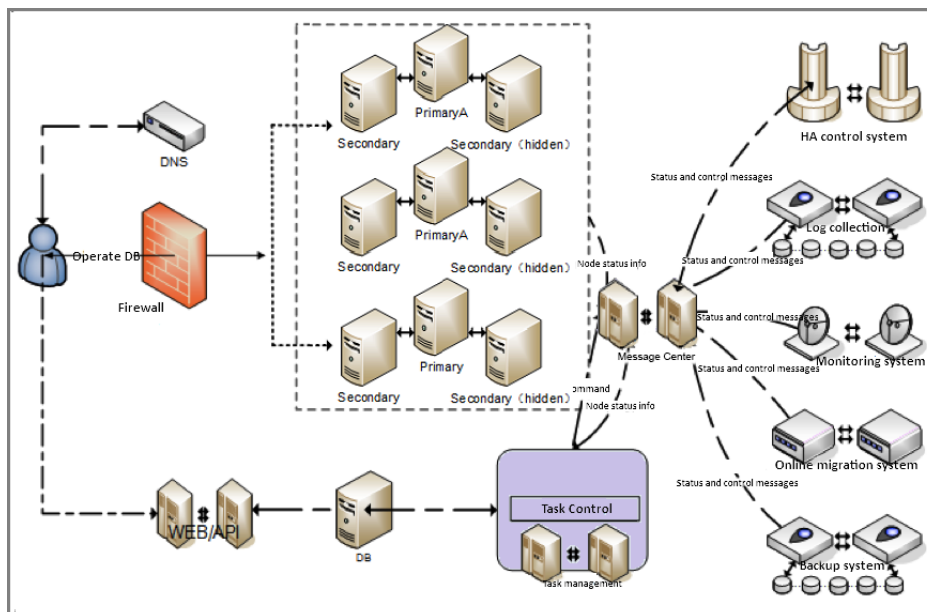 DNS
Operate DB
Firewall
PrimaryA
Secondary
Secondary（hidden）
PrimaryA
Secondary
Secondary（hidden）
Primary
Secondary
Secondary（hidden）
HA control system
Status and control messages
Log collection
Status and control messages
Node status info
Message Center
Status and control messages
Monitoring system
Status and control messages
ommand
Node status info
Online migration system
Status and control messages
Task Control
Task management
WEB/API
DB
Backup system